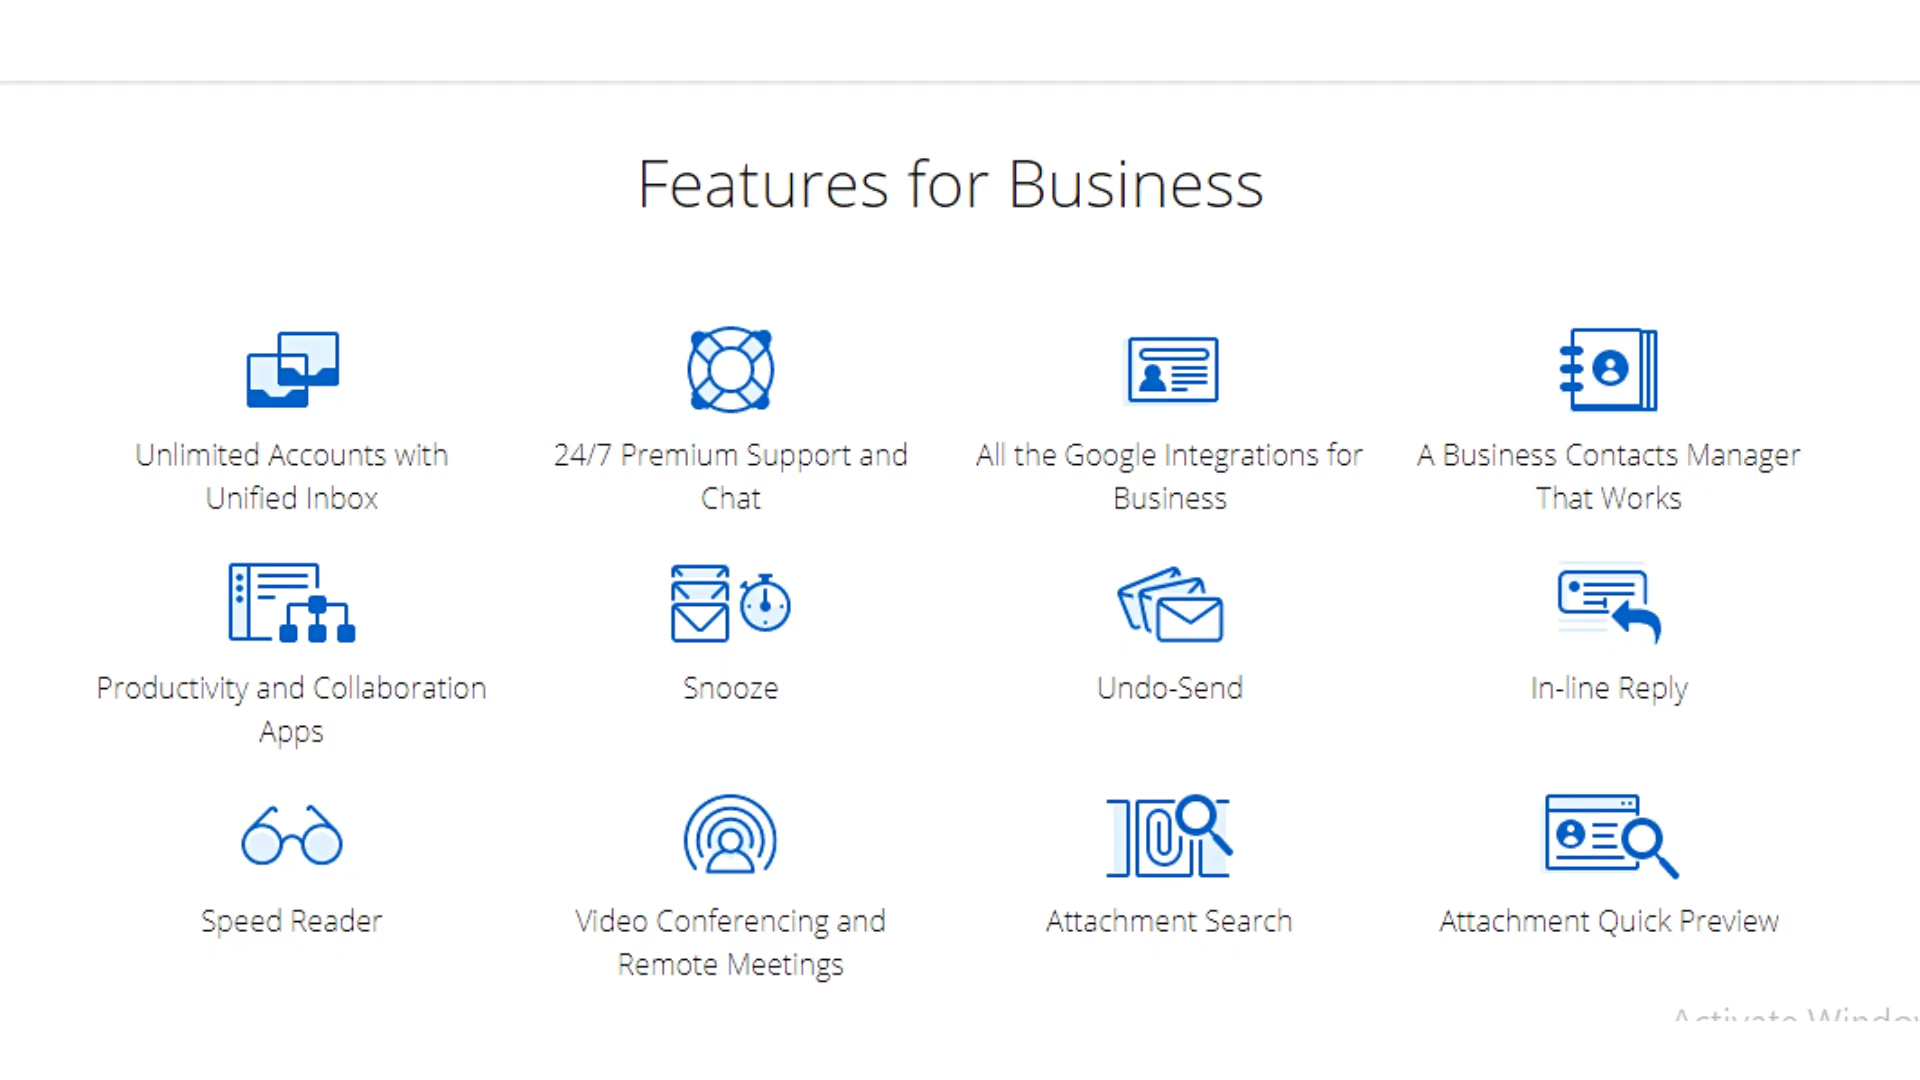 Features for Business
Unlimited Accounts with
Unified Inbox
24/7 Premium Support and
Chat
All the Google Integrations for
Business
A Business Contacts Manager
That Works
Productivity and Collaboration
Apps
Snooze
Undo-Send
In-line Reply
Speed Reader
Video Conferencing and
Remote Meetings
Attachment Search
Attachment Quick Preview
Activate